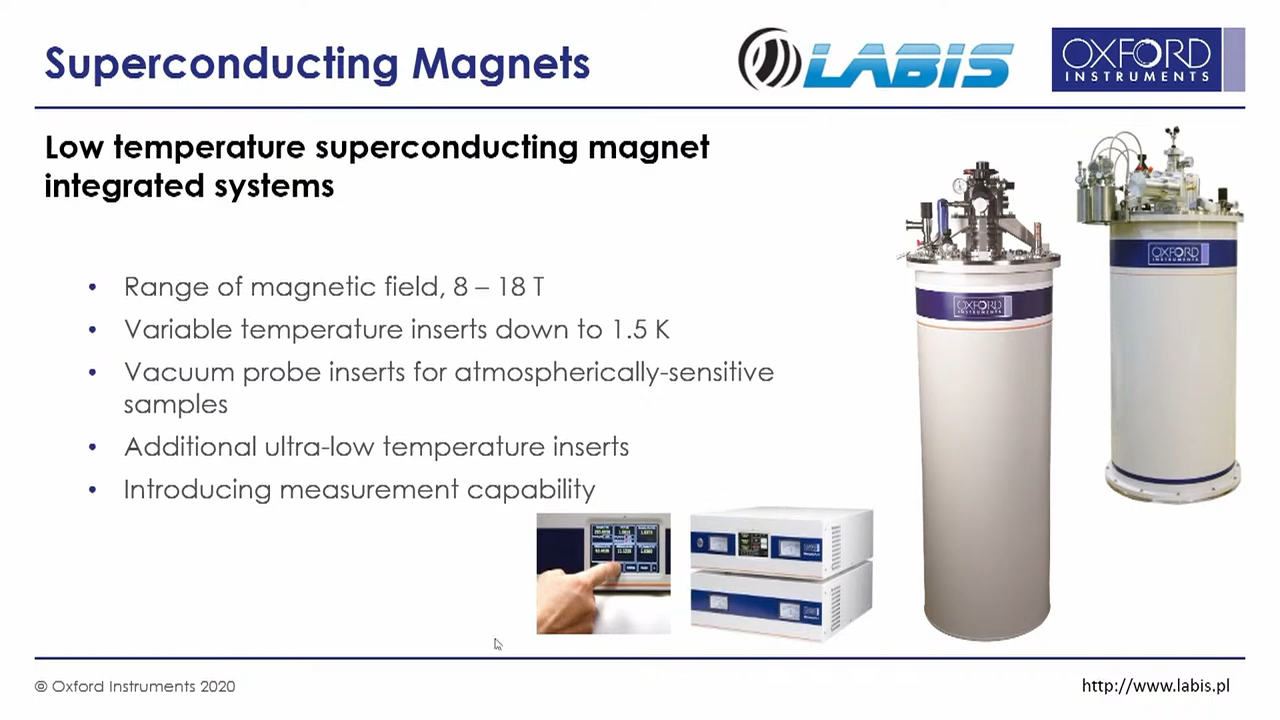 Superconducting Magnets
LABIS
OXFORD
INSTRUMENTS
Low temperature superconducting magnet
integrated systems
• Range of magnetic field, 8 – 18 T
• Variable temperature inserts down to 1.5 K
• Vacuum probe inserts for atmospherically-sensitive
samples
• Additional ultra-low temperature inserts
• Introducing measurement capability
OXFORD
INSTRUMENTS
OXFORD
INSTRUMENTS
© Oxford Instruments 2020
http://www.labis.pl